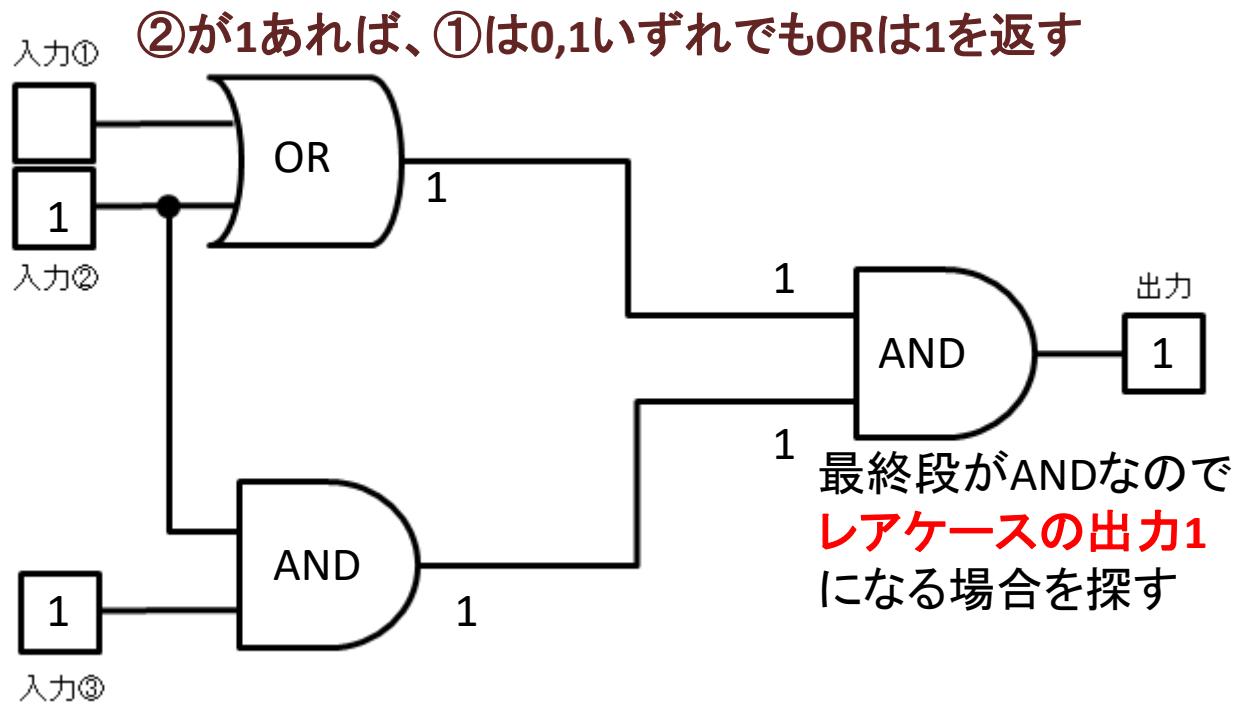 ②が1あれば、①は0,1いずれでもORは1を返す
入力①
OR
1
1
入力②
1
出力
AND
1
1
最終段がANDなので
レアケースの出力1
になる場合を探す
AND
1
1
入力③